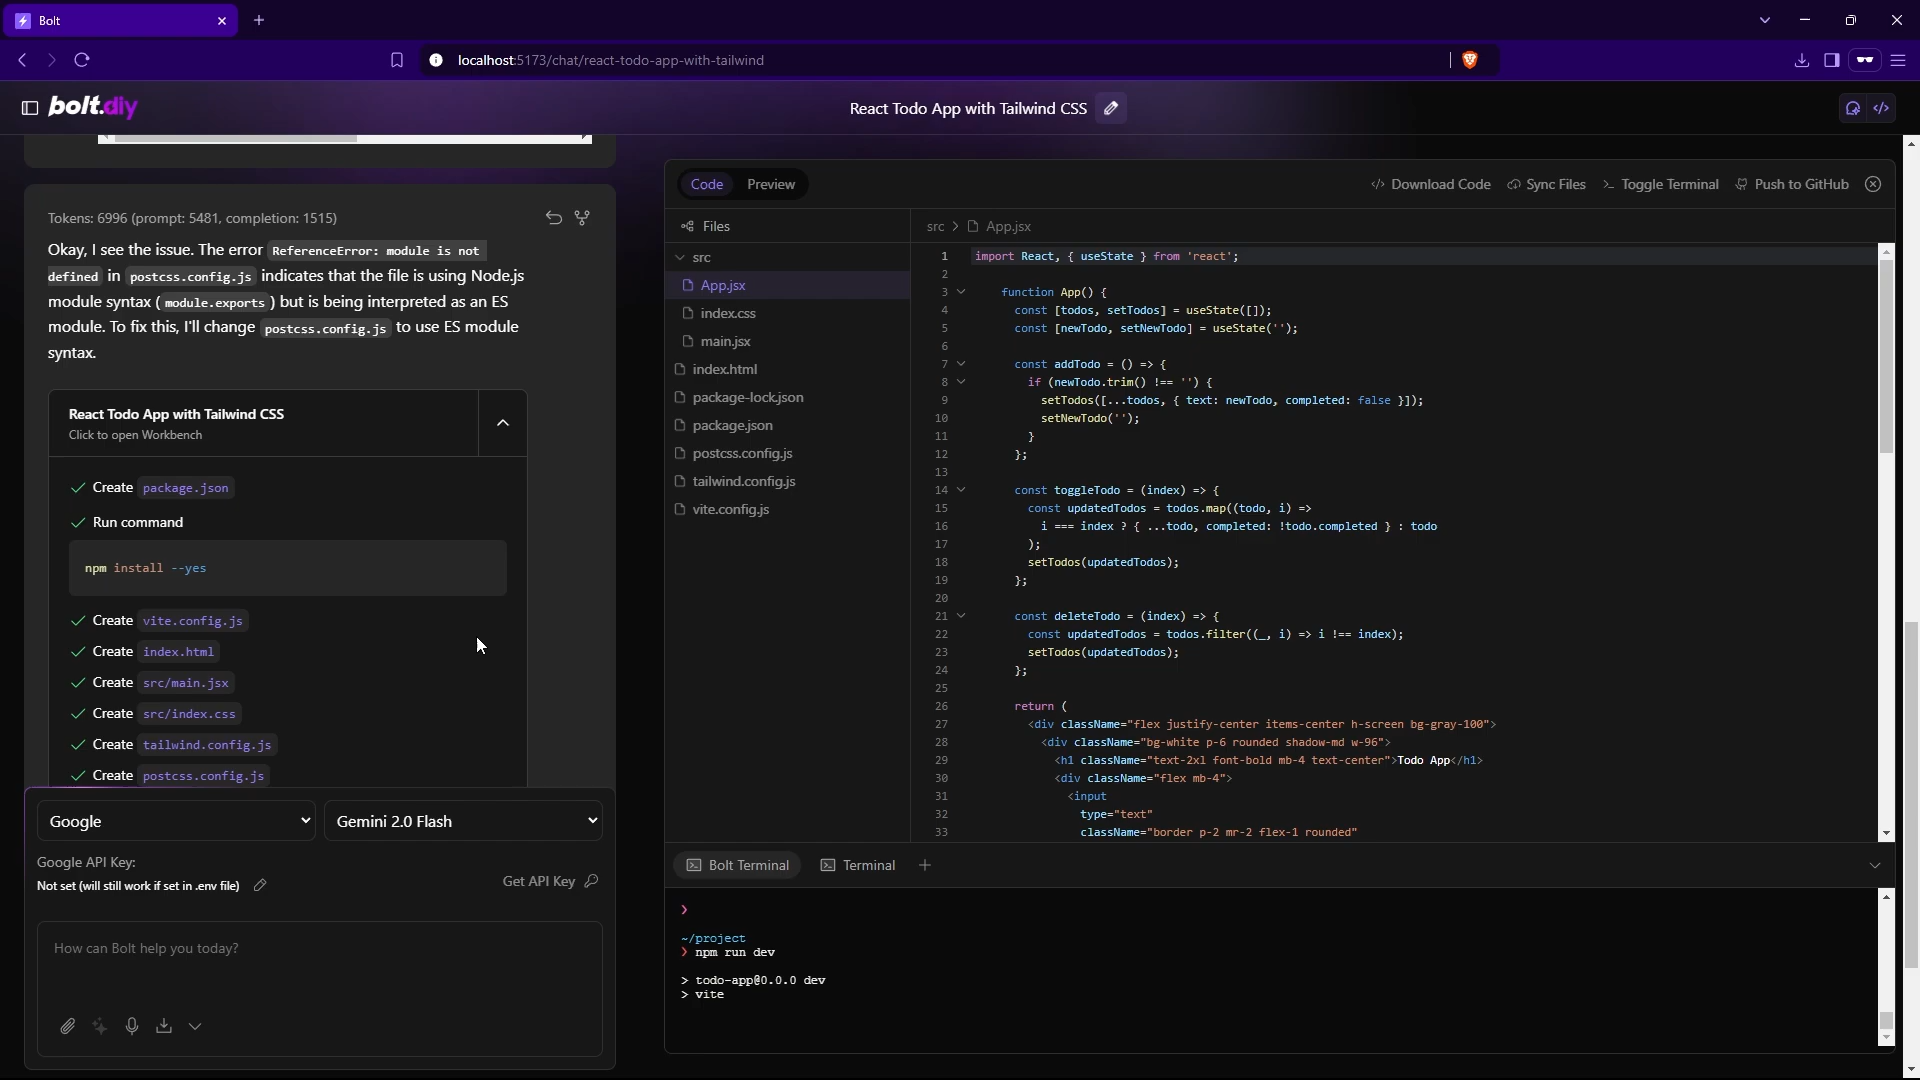 Bolt
localhost:5173/chat/react-todo-app-with-tailwind
bolt.diy
React Todo App with Tailwind CSS
Tokens: 6996 (prompt: 5481, completion: 1515)
Okay, I see the issue. The error ReferenceError: module is not
defined in postcss.config.js indicates that the file is using Node.js
module syntax ( module.exports ) but is being interpreted as an ES
module. To fix this, I'll change postcss.config.js to use ES module
syntax.
React Todo App with Tailwind CSS
Click to open Workbench
Create package.json
Run command
npm install --yes
Create vite.config.js
Create index.html
Create src/main.jsx
Create src/index.css
Create tailwind.config.js
Create postcss.config.js
Google
Gemini 2.0 Flash
Google API Key:
Not set (will still work if set in .env file)
Get API Key
How can Bolt help you today?
Code Preview
Download Code Sync Files Toggle Terminal Push to GitHub
Files
src
App.jsx
index.css
main.jsx
index.html
package-lock.json
package.json
postcss.config.js
tailwind.config.js
vite.config.js
src > App.jsx
1 import React, { useState } from 'react';
2
3 function App() {
4 const [todos, setTodos] = useState([]);
5 const [newTodo, setNewTodo] = useState('');
6
7 const addTodo = () => {
8 if (newTodo.trim() !== '') {
9 setTodos([...todos, { text: newTodo, completed: false }]);
10 setNewTodo('');
11 }
12 };
13
14 const toggleTodo = (index) => {
15 const updatedTodos = todos.map((todo, i) =>
16 i === index ? { ...todo, completed: !todo.completed } : todo
17 );
18 setTodos(updatedTodos);
19 };
20
21 const deleteTodo = (index) => {
22 const updatedTodos = todos.filter((_, i) => i !== index);
23 setTodos(updatedTodos);
24 };
25
26 return (
27 <div className="flex justify-center items-center h-screen bg-gray-100">
28 <div className="bg-white p-6 rounded shadow-md w-96">
29 <h1 className="text-2xl font-bold mb-4 text-center">Todo App</h1>
30 <div className="flex mb-4">
31 <input
32 type="text"
33 className="border p-2 mr-2 flex-1 rounded"
Bolt Terminal Terminal
❯
~/project
❯ npm run dev
> todo-app@0.0.0 dev
> vite